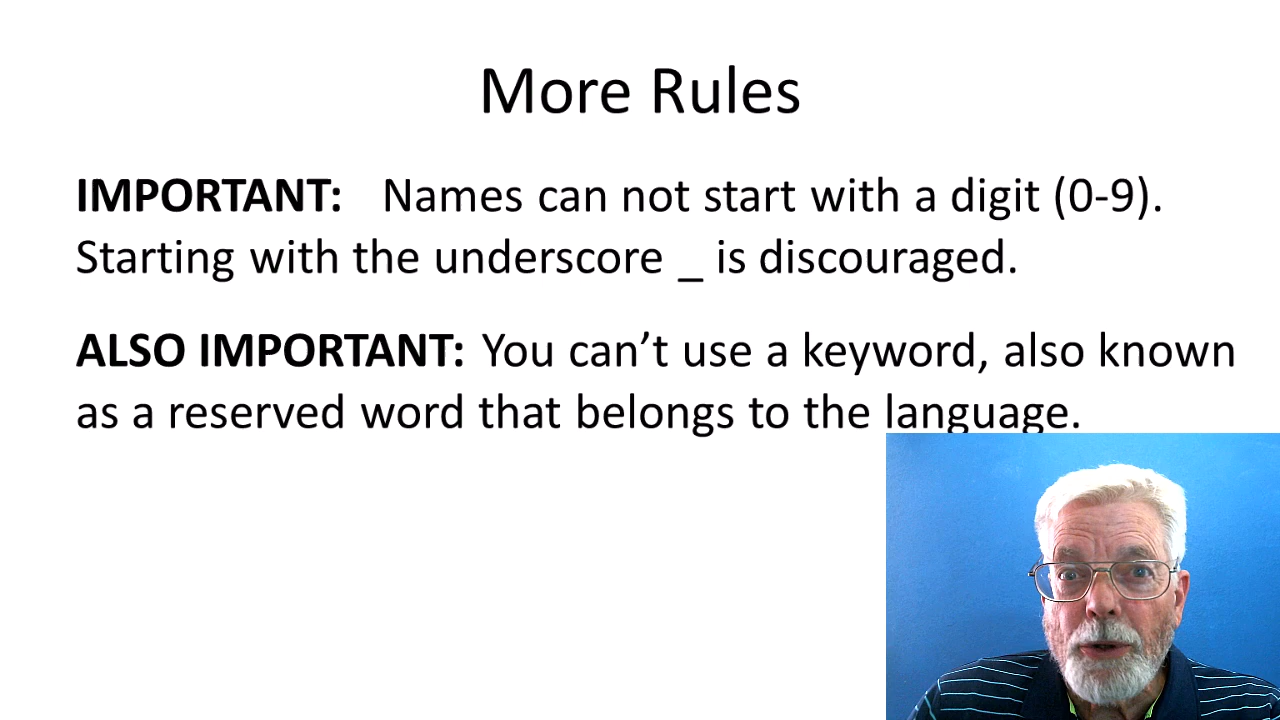 More Rules
IMPORTANT: Names can not start with a digit (0-9).
Starting with the underscore _ is discouraged.
ALSO IMPORTANT: You can’t use a keyword, also known
as a reserved word that belongs to the language.